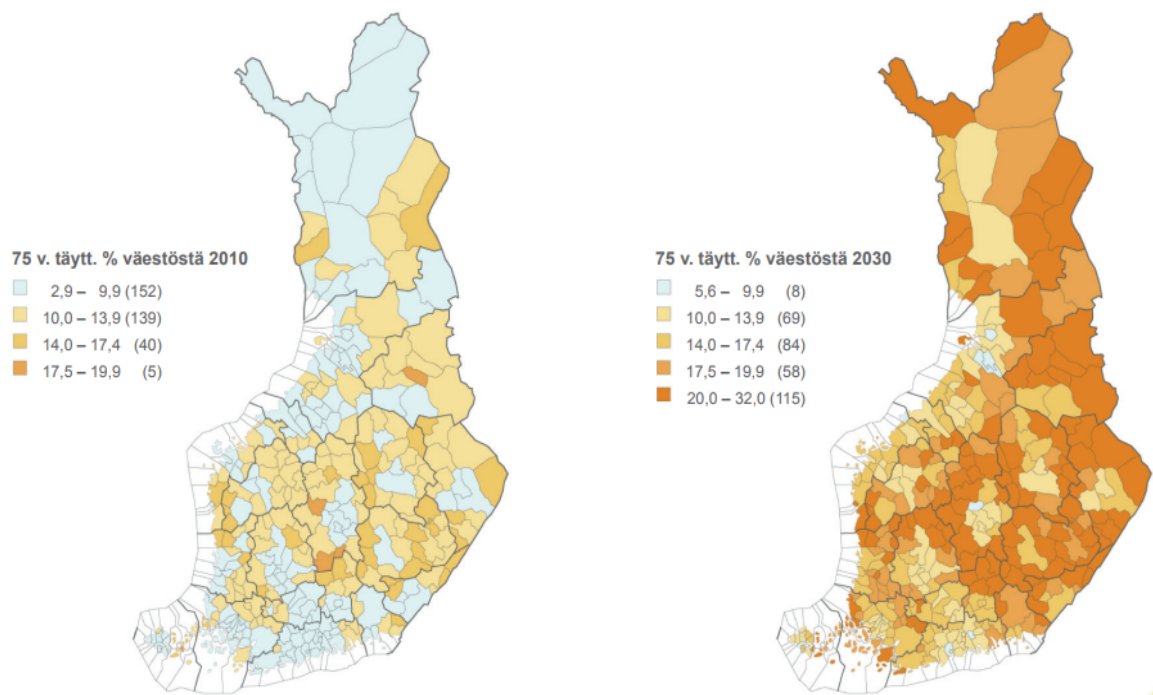 75 v. täytt. % väestöstä 2010
2,9 – 9,9 (152)
10,0 – 13,9 (139)
14,0 – 17,4 (40)
17,5 – 19,9 (5)
75 v. täytt. % väestöstä 2030
5,6 – 9,9 (8)
10,0 – 13,9 (69)
14,0 – 17,4 (84)
17,5 – 19,9 (58)
20,0 – 32,0 (115)